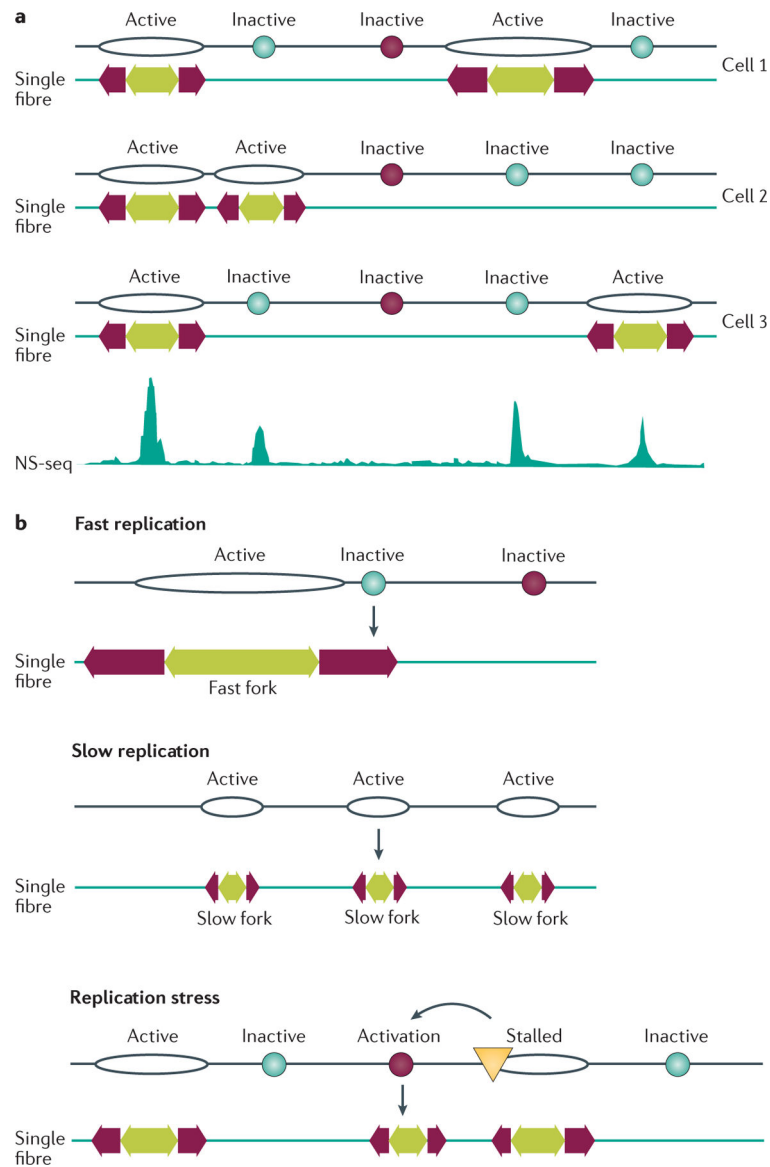 a
Active Inactive Inactive Active Inactive
Cell 1
Single
fibre
Active Active Inactive Inactive Inactive
Cell 2
Single
fibre
Active Inactive Inactive Inactive Active
Cell 3
Single
fibre
NS-seq
b Fast replication
Active Inactive Inactive
Single
fibre
Fast fork
Slow replication
Active Active Active
Single
fibre
Slow fork Slow fork Slow fork
Replication stress
Active Inactive Activation Stalled Inactive
Single
fibre